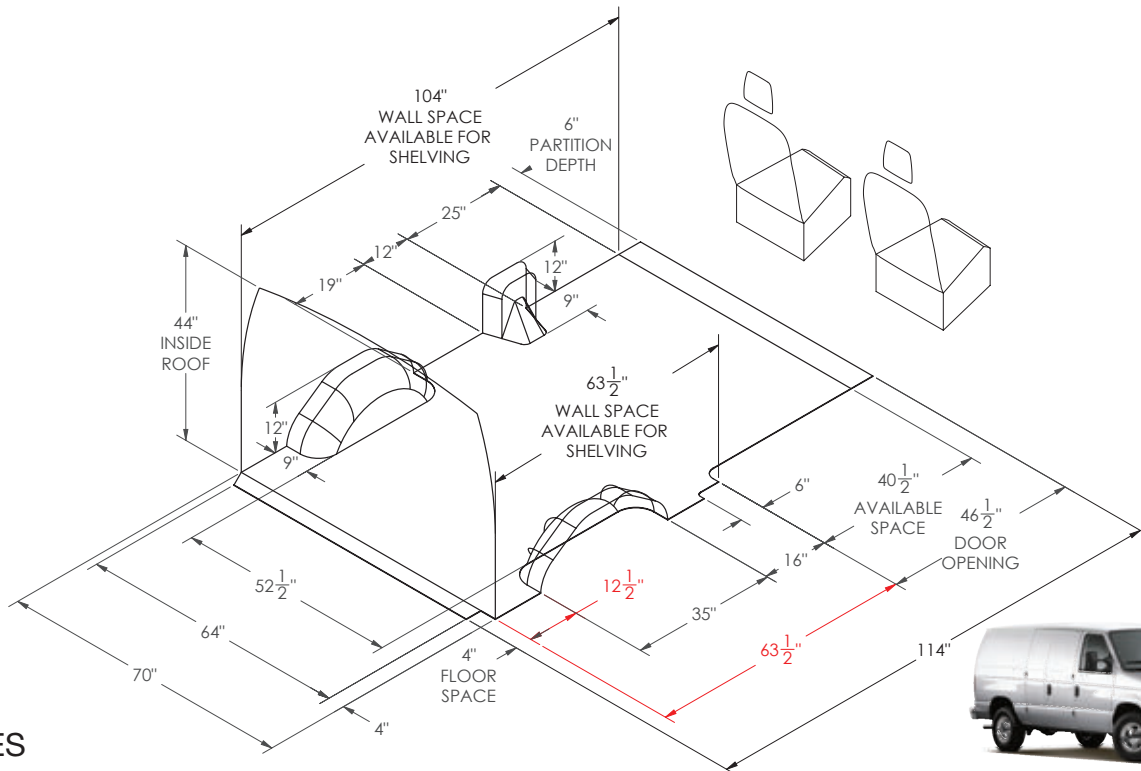 104"
WALL SPACE
AVAILABLE FOR
SHELVING
6"
PARTITION
DEPTH
25"
12"
19"
12"
9"
44"
INSIDE
ROOF
63 1/2"
WALL SPACE
AVAILABLE FOR
SHELVING
12"
9"
6"
40 1/2"
AVAILABLE
SPACE
46 1/2"
DOOR
OPENING
16"
52 1/2"
12 1/2"
35"
64"
63 1/2"
114"
70"
4"
FLOOR
SPACE
4"
ES